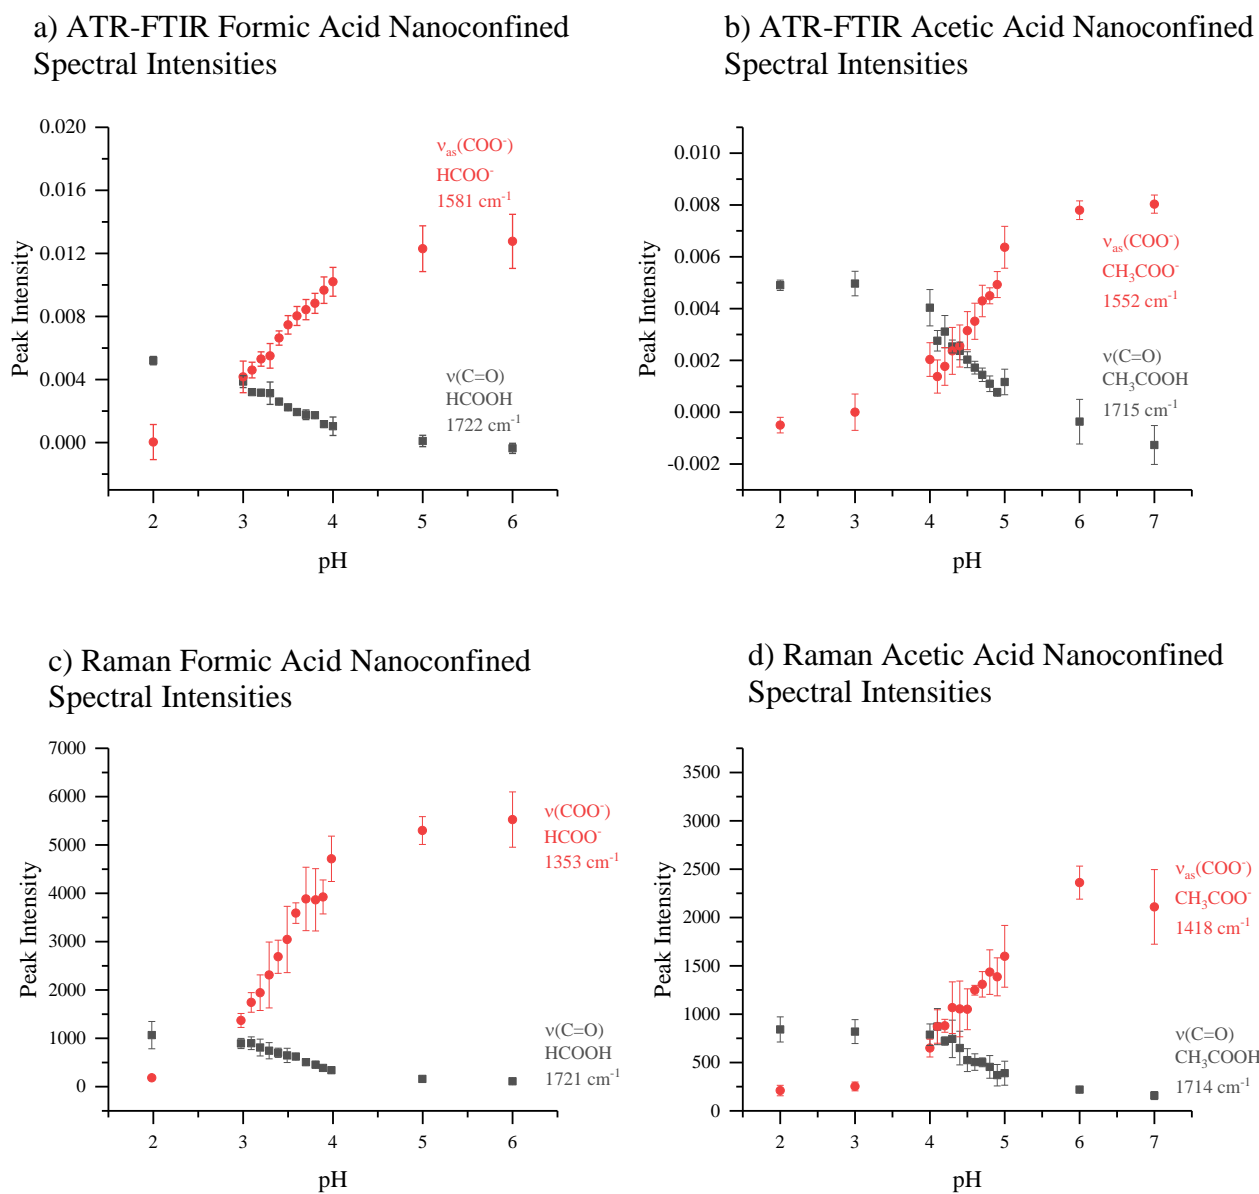 a) ATR-FTIR Formic Acid Nanoconfined
Spectral Intensities
0.020
0.016
0.012
0.008
0.004
0.000
Peak Intensity
νas(COO⁻)
HCOO⁻
1581 cm⁻¹
ν(C=O)
HCOOH
1722 cm⁻¹
2 3 4 5 6
pH
b) ATR-FTIR Acetic Acid Nanoconfined
Spectral Intensities
0.010
0.008
0.006
0.004
0.002
0.000
-0.002
Peak Intensity
νas(COO⁻)
CH₃COO⁻
1552 cm⁻¹
ν(C=O)
CH₃COOH
1715 cm⁻¹
2 3 4 5 6 7
pH
c) Raman Formic Acid Nanoconfined
Spectral Intensities
7000
6000
5000
4000
3000
2000
1000
0
Peak Intensity
ν(COO⁻)
HCOO⁻
1353 cm⁻¹
ν(C=O)
HCOOH
1721 cm⁻¹
2 3 4 5 6
pH
d) Raman Acetic Acid Nanoconfined
Spectral Intensities
3500
3000
2500
2000
1500
1000
500
0
Peak Intensity
νas(COO⁻)
CH₃COO⁻
1418 cm⁻¹
ν(C=O)
CH₃COOH
1714 cm⁻¹
2 3 4 5 6 7
pH